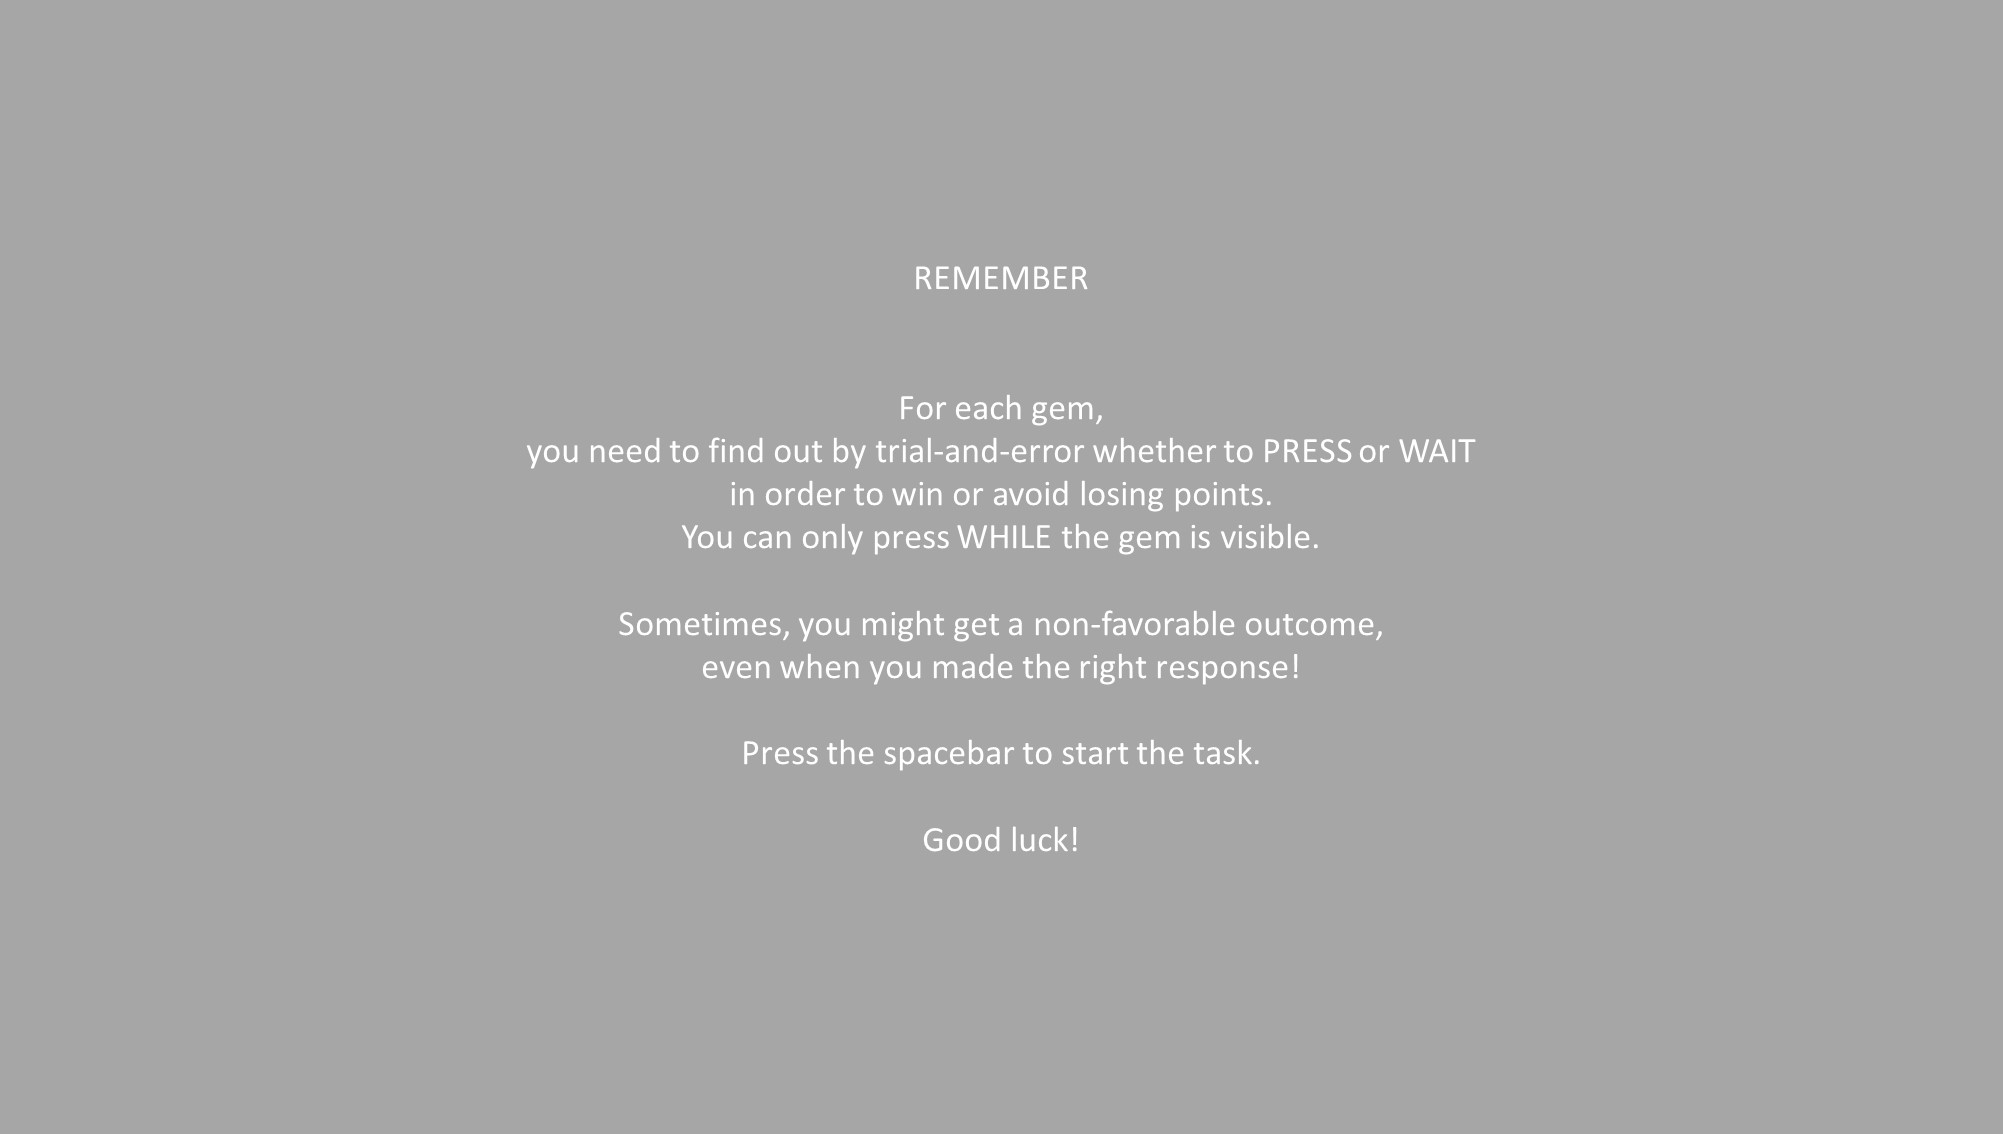 REMEMBER
For each gem,
you need to find out by trial-and-error whether to PRESS or WAIT
in order to win or avoid losing points.
You can only press WHILE the gem is visible.
Sometimes, you might get a non-favorable outcome,
even when you made the right response!
Press the spacebar to start the task.
Good luck!